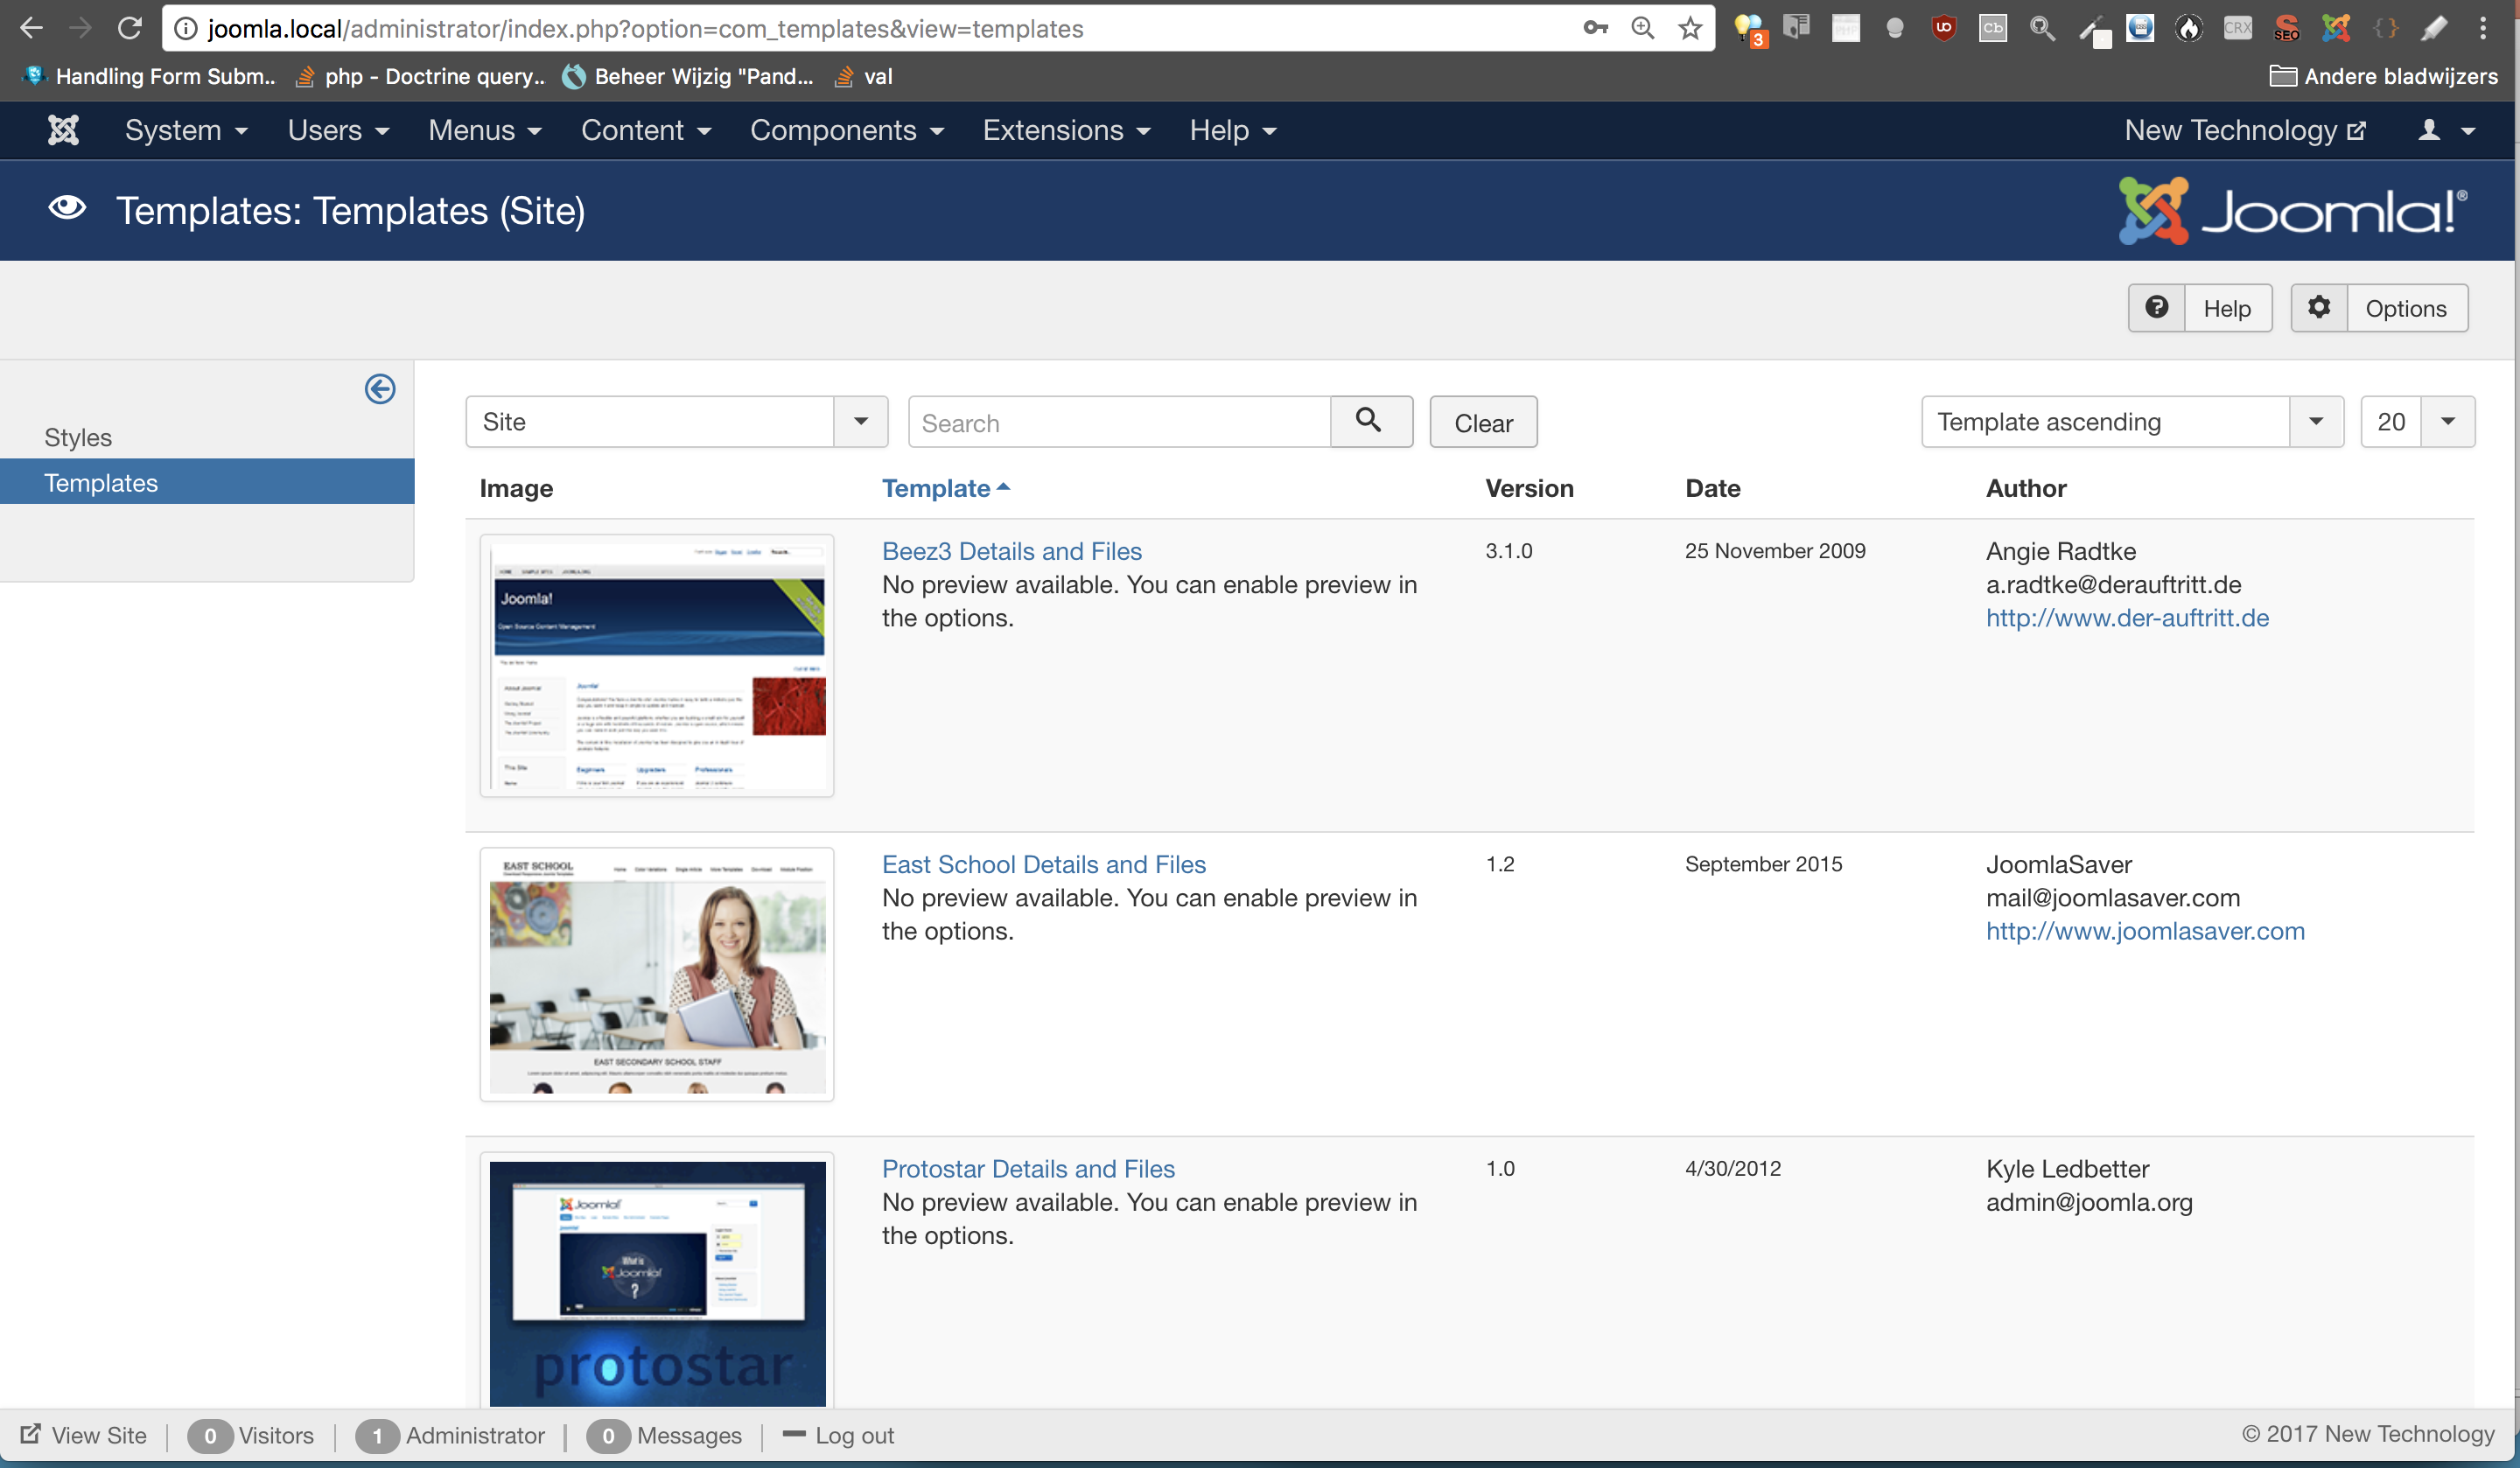 joomla.local/administrator/index.php?option=com_templates&view=templates
3
Cb
CRX
SEO
Handling Form Subm..
php - Doctrine query..
Beheer Wijzig "Pand...
val
Andere bladwijzers
System
Users
Menus
Content
Components
Extensions
Help
New Technology
Templates: Templates (Site)
Joomla!®
Help
Options
Styles
Templates
Site
Search
Clear
Template ascending
20
Image
Template
Version
Date
Author
Joomla!
Open Source Content Management
Beez3 Details and Files
No preview available. You can enable preview in
the options.
3.1.0
25 November 2009
Angie Radtke
a.radtke@derauftritt.de
http://www.der-auftritt.de
EAST SCHOOL
EAST SECONDARY SCHOOL STAFF
East School Details and Files
No preview available. You can enable preview in
the options.
1.2
September 2015
JoomlaSaver
mail@joomlasaver.com
http://www.joomlasaver.com
Joomla!
What is
Joomla!
?
protostar
Protostar Details and Files
No preview available. You can enable preview in
the options.
1.0
4/30/2012
Kyle Ledbetter
admin@joomla.org
View Site
0 Visitors
1 Administrator
0 Messages
Log out
© 2017 New Technology